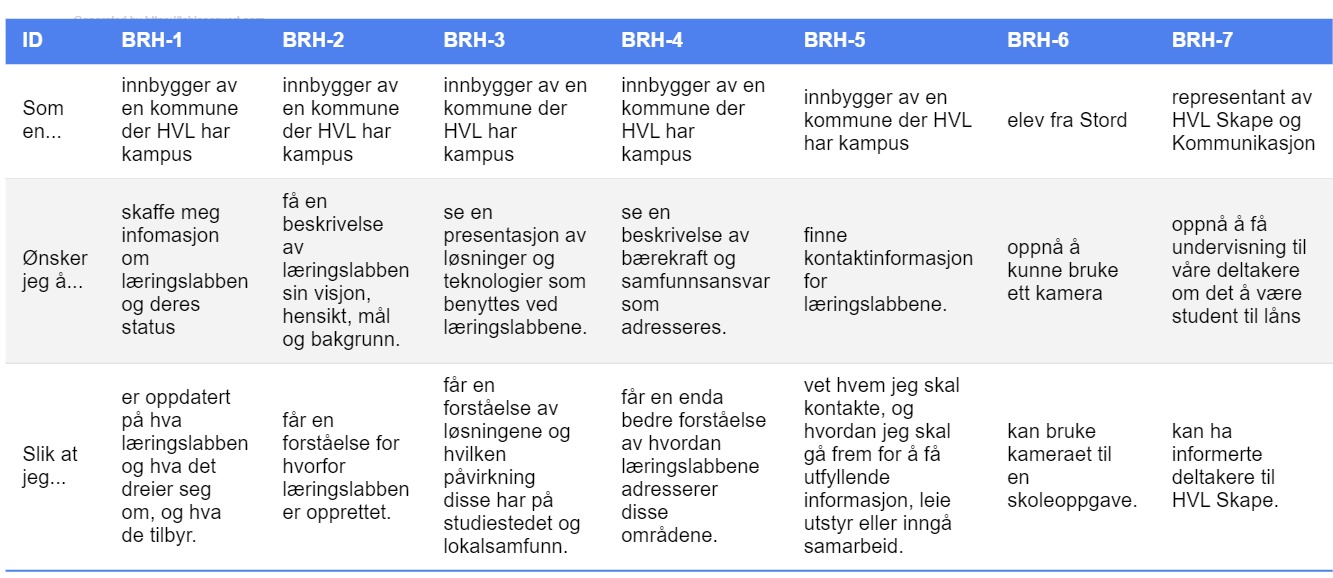 ID
BRH-1
BRH-2
BRH-3
BRH-4
BRH-5
BRH-6
BRH-7
Som
en...
innbygger av
en kommune
der HVL har
kampus
innbygger av
en kommune
der HVL har
kampus
innbygger av en
kommune der
HVL har
kampus
innbygger av en
kommune der
HVL har
kampus
innbygger av en
kommune der HVL
har kampus
elev fra Stord
representant av
HVL Skape og
Kommunikasjon
Ønsker
jeg å...
skaffe meg
infomasjon
om
læringslabben
og deres
status
få en
beskrivelse
av
læringslabben
sin visjon,
hensikt, mål
og bakgrunn.
se en
presentasjon av
løsninger og
teknologier som
benyttes ved
læringslabbene.
se en
beskrivelse av
bærekraft og
samfunnsansvar
som
adresseres.
finne
kontaktinformasjon
for
læringslabbene.
oppnå å
kunne bruke
ett kamera
oppnå å få
undervisning til
våre deltakere
om det å være
student til låns
Slik at
jeg...
er oppdatert
på hva
læringslabben
og hva det
dreier seg
om, og hva
de tilbyr.
får en
forståelse for
hvorfor
læringslabben
er opprettet.
får en
forståelse av
løsningene og
hvilken
påvirkning
disse har på
studiestedet og
lokalsamfunn.
får en enda
bedre forståelse
av hvordan
læringslabbene
adresserer
disse
områdene.
vet hvem jeg skal
kontakte, og
hvordan jeg skal
gå frem for å få
utfyllende
informasjon, leie
utstyr eller inngå
samarbeid.
kan bruke
kameraet til
en
skoleoppgave.
kan ha
informerte
deltakere til
HVL Skape.